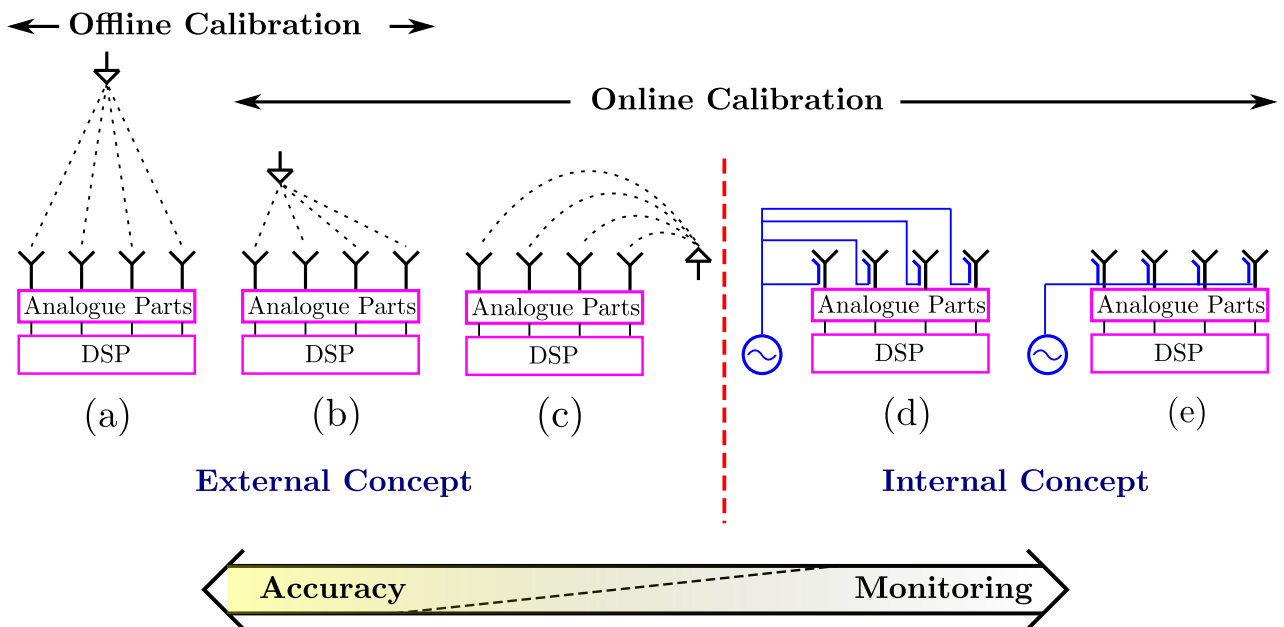 Offline Calibration
Online Calibration
Analogue Parts
DSP
(a)
Analogue Parts
DSP
(b)
Analogue Parts
DSP
(c)
Analogue Parts
DSP
(d)
Analogue Parts
DSP
(e)
External Concept
Internal Concept
Accuracy
Monitoring